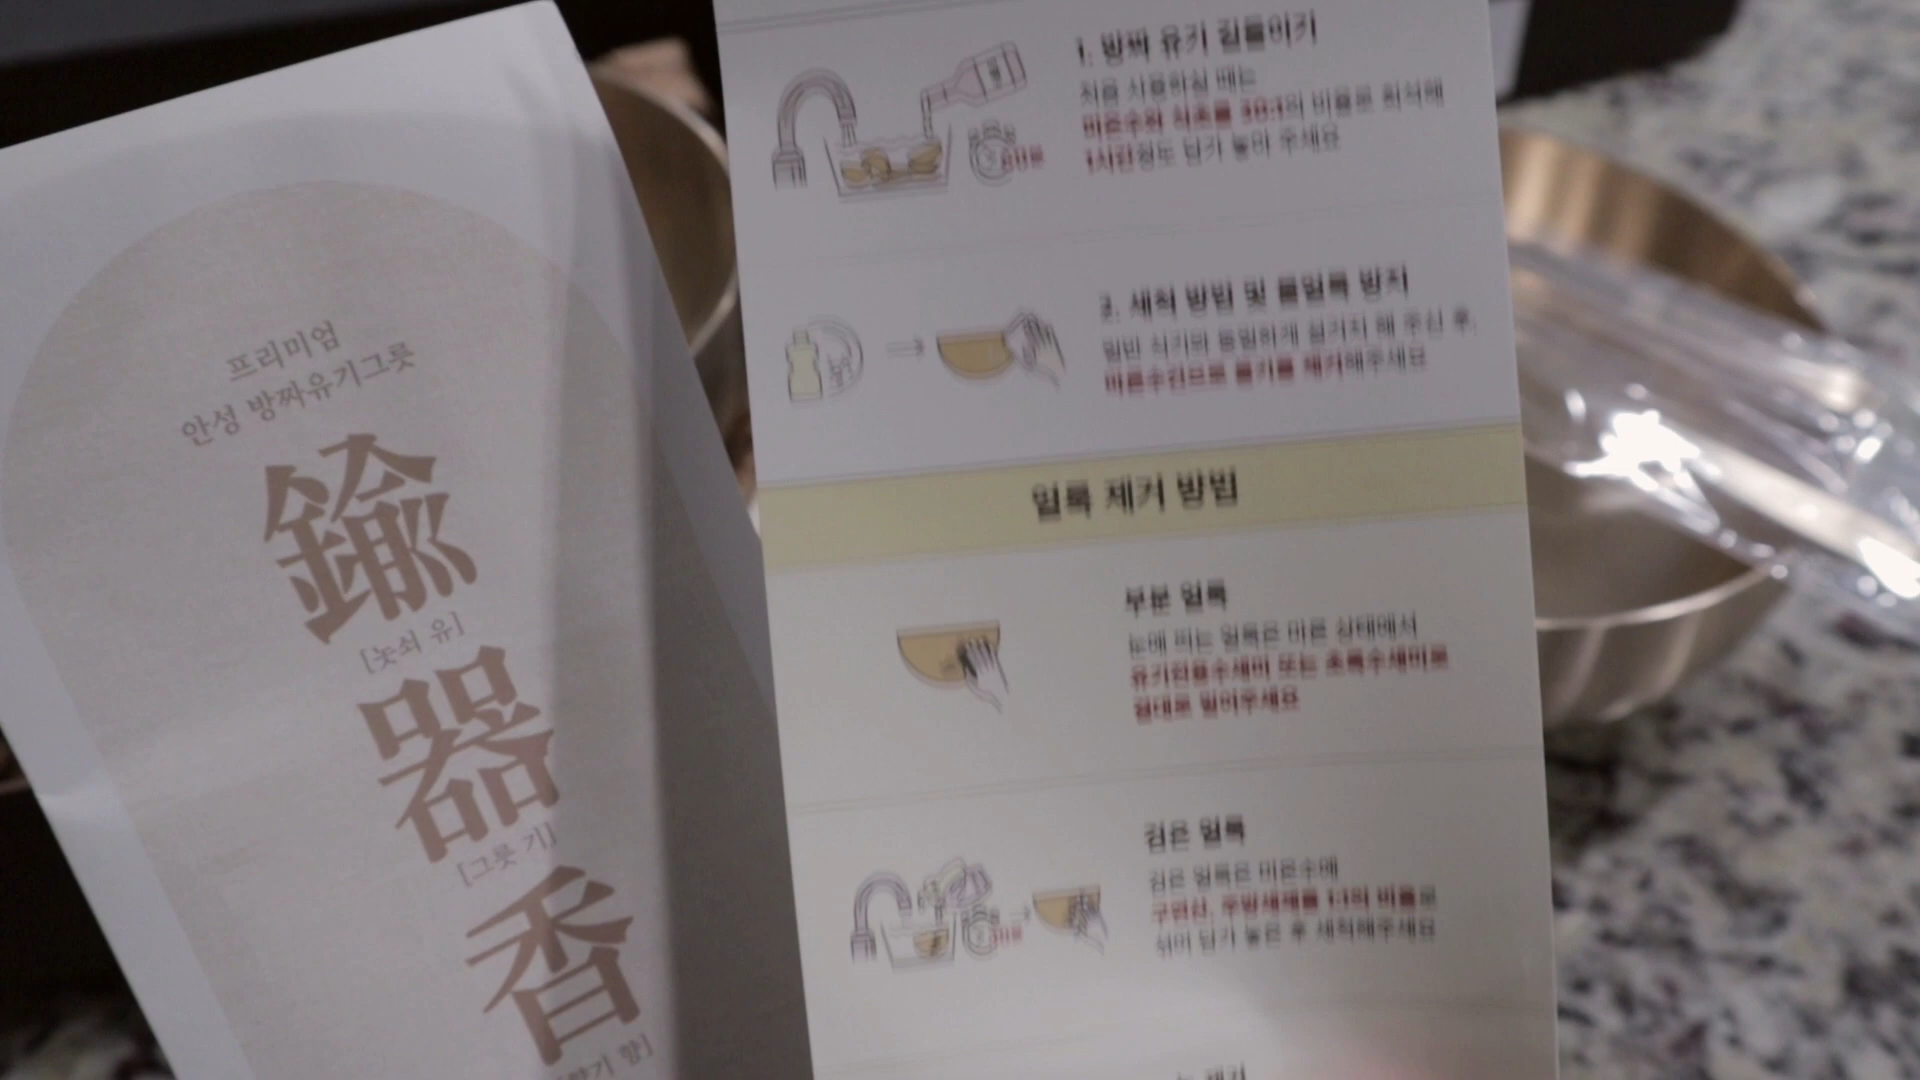 프리미엄
안성 방짜유기그릇
鍮
[놋쇠 유]
器
[그릇 기]
香
기 향]
1. 방짜 유기 길들이기
처음 사용하실 때는
미온수와 식초를 의 비율로 희석해
1시간정도 담가 놓아 주세요
2. 세척 방법 및 물얼룩 방지
일반 식기와 동일하게 설거지 해 주신 후,
마른수건으로 물기를 제거해주세요
얼룩 제거 방법
부분 얼룩
눈에 띄는 얼룩은 마른 상태에서
유기전용수세미 또는 초록수세미로
결대로 밀어주세요
검은 얼룩
검은 얼룩은 미온수에
구연산, 주방세제를 1:1의 비율로
섞어 담가 놓은 후 세척해주세요
제거